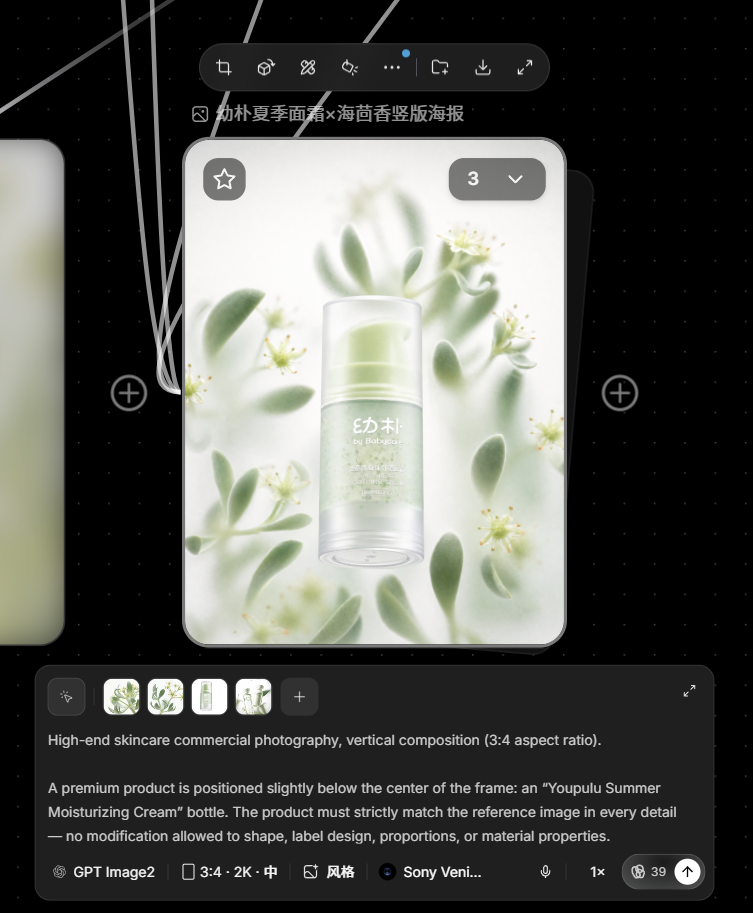 幼朴夏季面霜×海茴香竖版海报
3
幼朴
by Babycare
High-end skincare commercial photography, vertical composition (3:4 aspect ratio).
A premium product is positioned slightly below the center of the frame: an “Youpulu Summer
Moisturizing Cream” bottle. The product must strictly match the reference image in every detail
— no modification allowed to shape, label design, proportions, or material properties.
GPT Image2 3:4 · 2K · 中 风格 Sony Veni... 1× 39